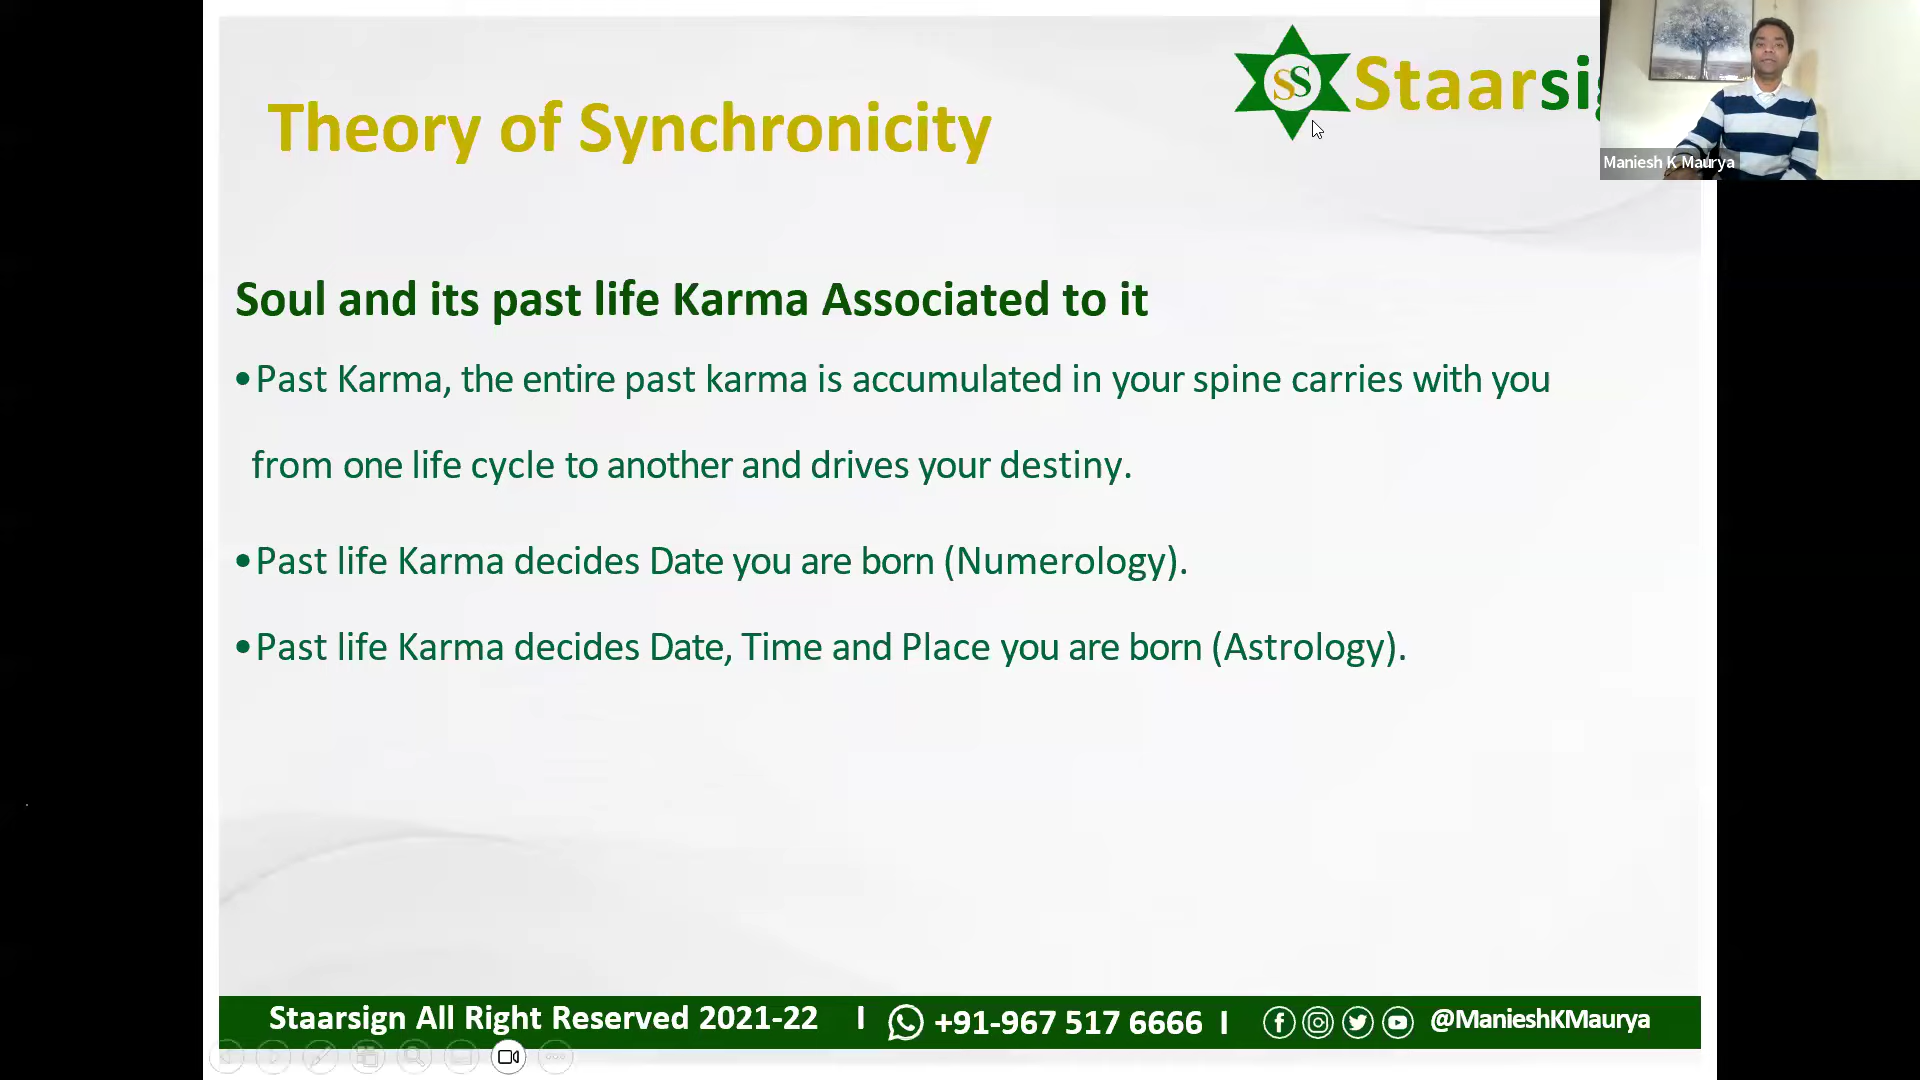 SS Staarsi
Maniesh K Maurya
Theory of Synchronicity
Soul and its past life Karma Associated to it
•Past Karma, the entire past karma is accumulated in your spine carries with you
from one life cycle to another and drives your destiny.
•Past life Karma decides Date you are born (Numerology).
•Past life Karma decides Date, Time and Place you are born (Astrology).
Staarsign All Right Reserved 2021-22 I +91-967 517 6666 I @ManieshKMaurya